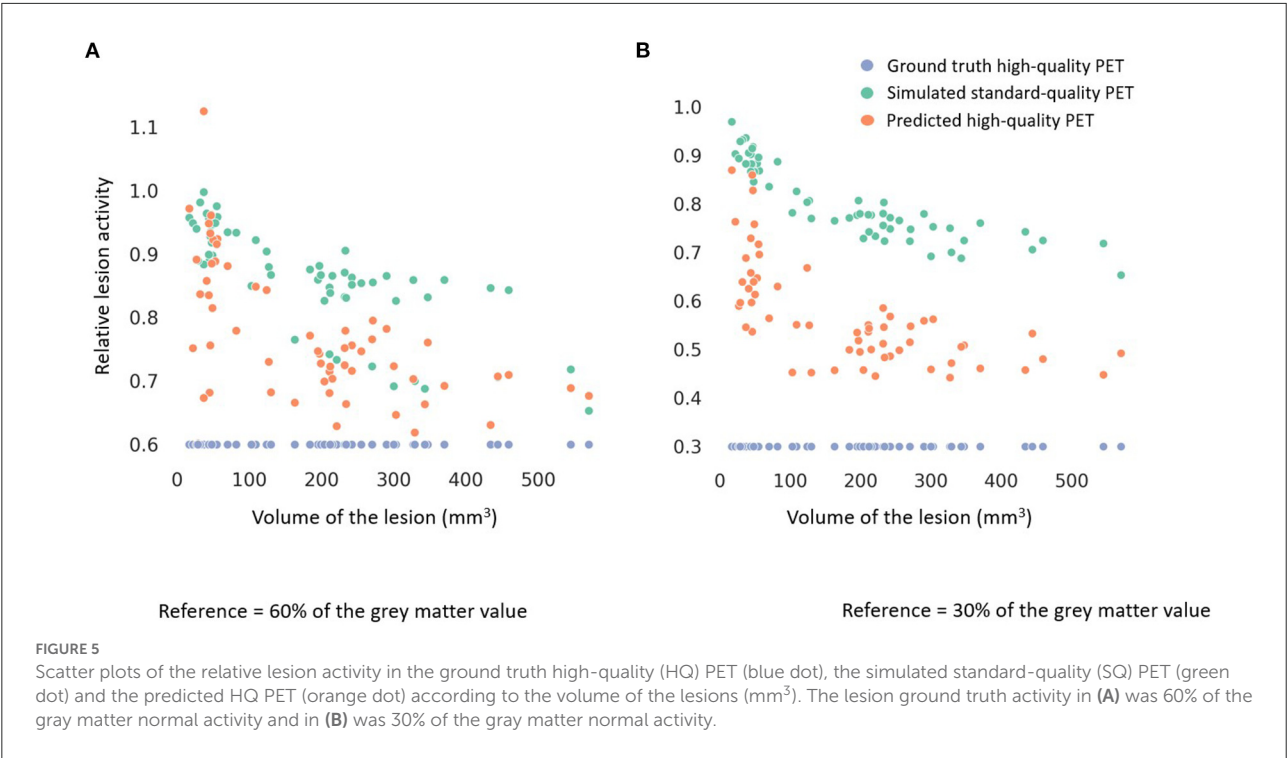 A
B
Ground truth high-quality PET
Simulated standard-quality PET
Predicted high-quality PET
Relative lesion activity
1.1
1.0
0.9
0.8
0.7
0.6
0 100 200 300 400 500
Volume of the lesion (mm³)
Reference = 60% of the grey matter value
1.0
0.9
0.8
0.7
0.6
0.5
0.4
0.3
0 100 200 300 400 500
Volume of the lesion (mm³)
Reference = 30% of the grey matter value
FIGURE 5
Scatter plots of the relative lesion activity in the ground truth high-quality (HQ) PET (blue dot), the simulated standard-quality (SQ) PET (green
dot) and the predicted HQ PET (orange dot) according to the volume of the lesions (mm³). The lesion ground truth activity in (A) was 60% of the
gray matter normal activity and in (B) was 30% of the gray matter normal activity.